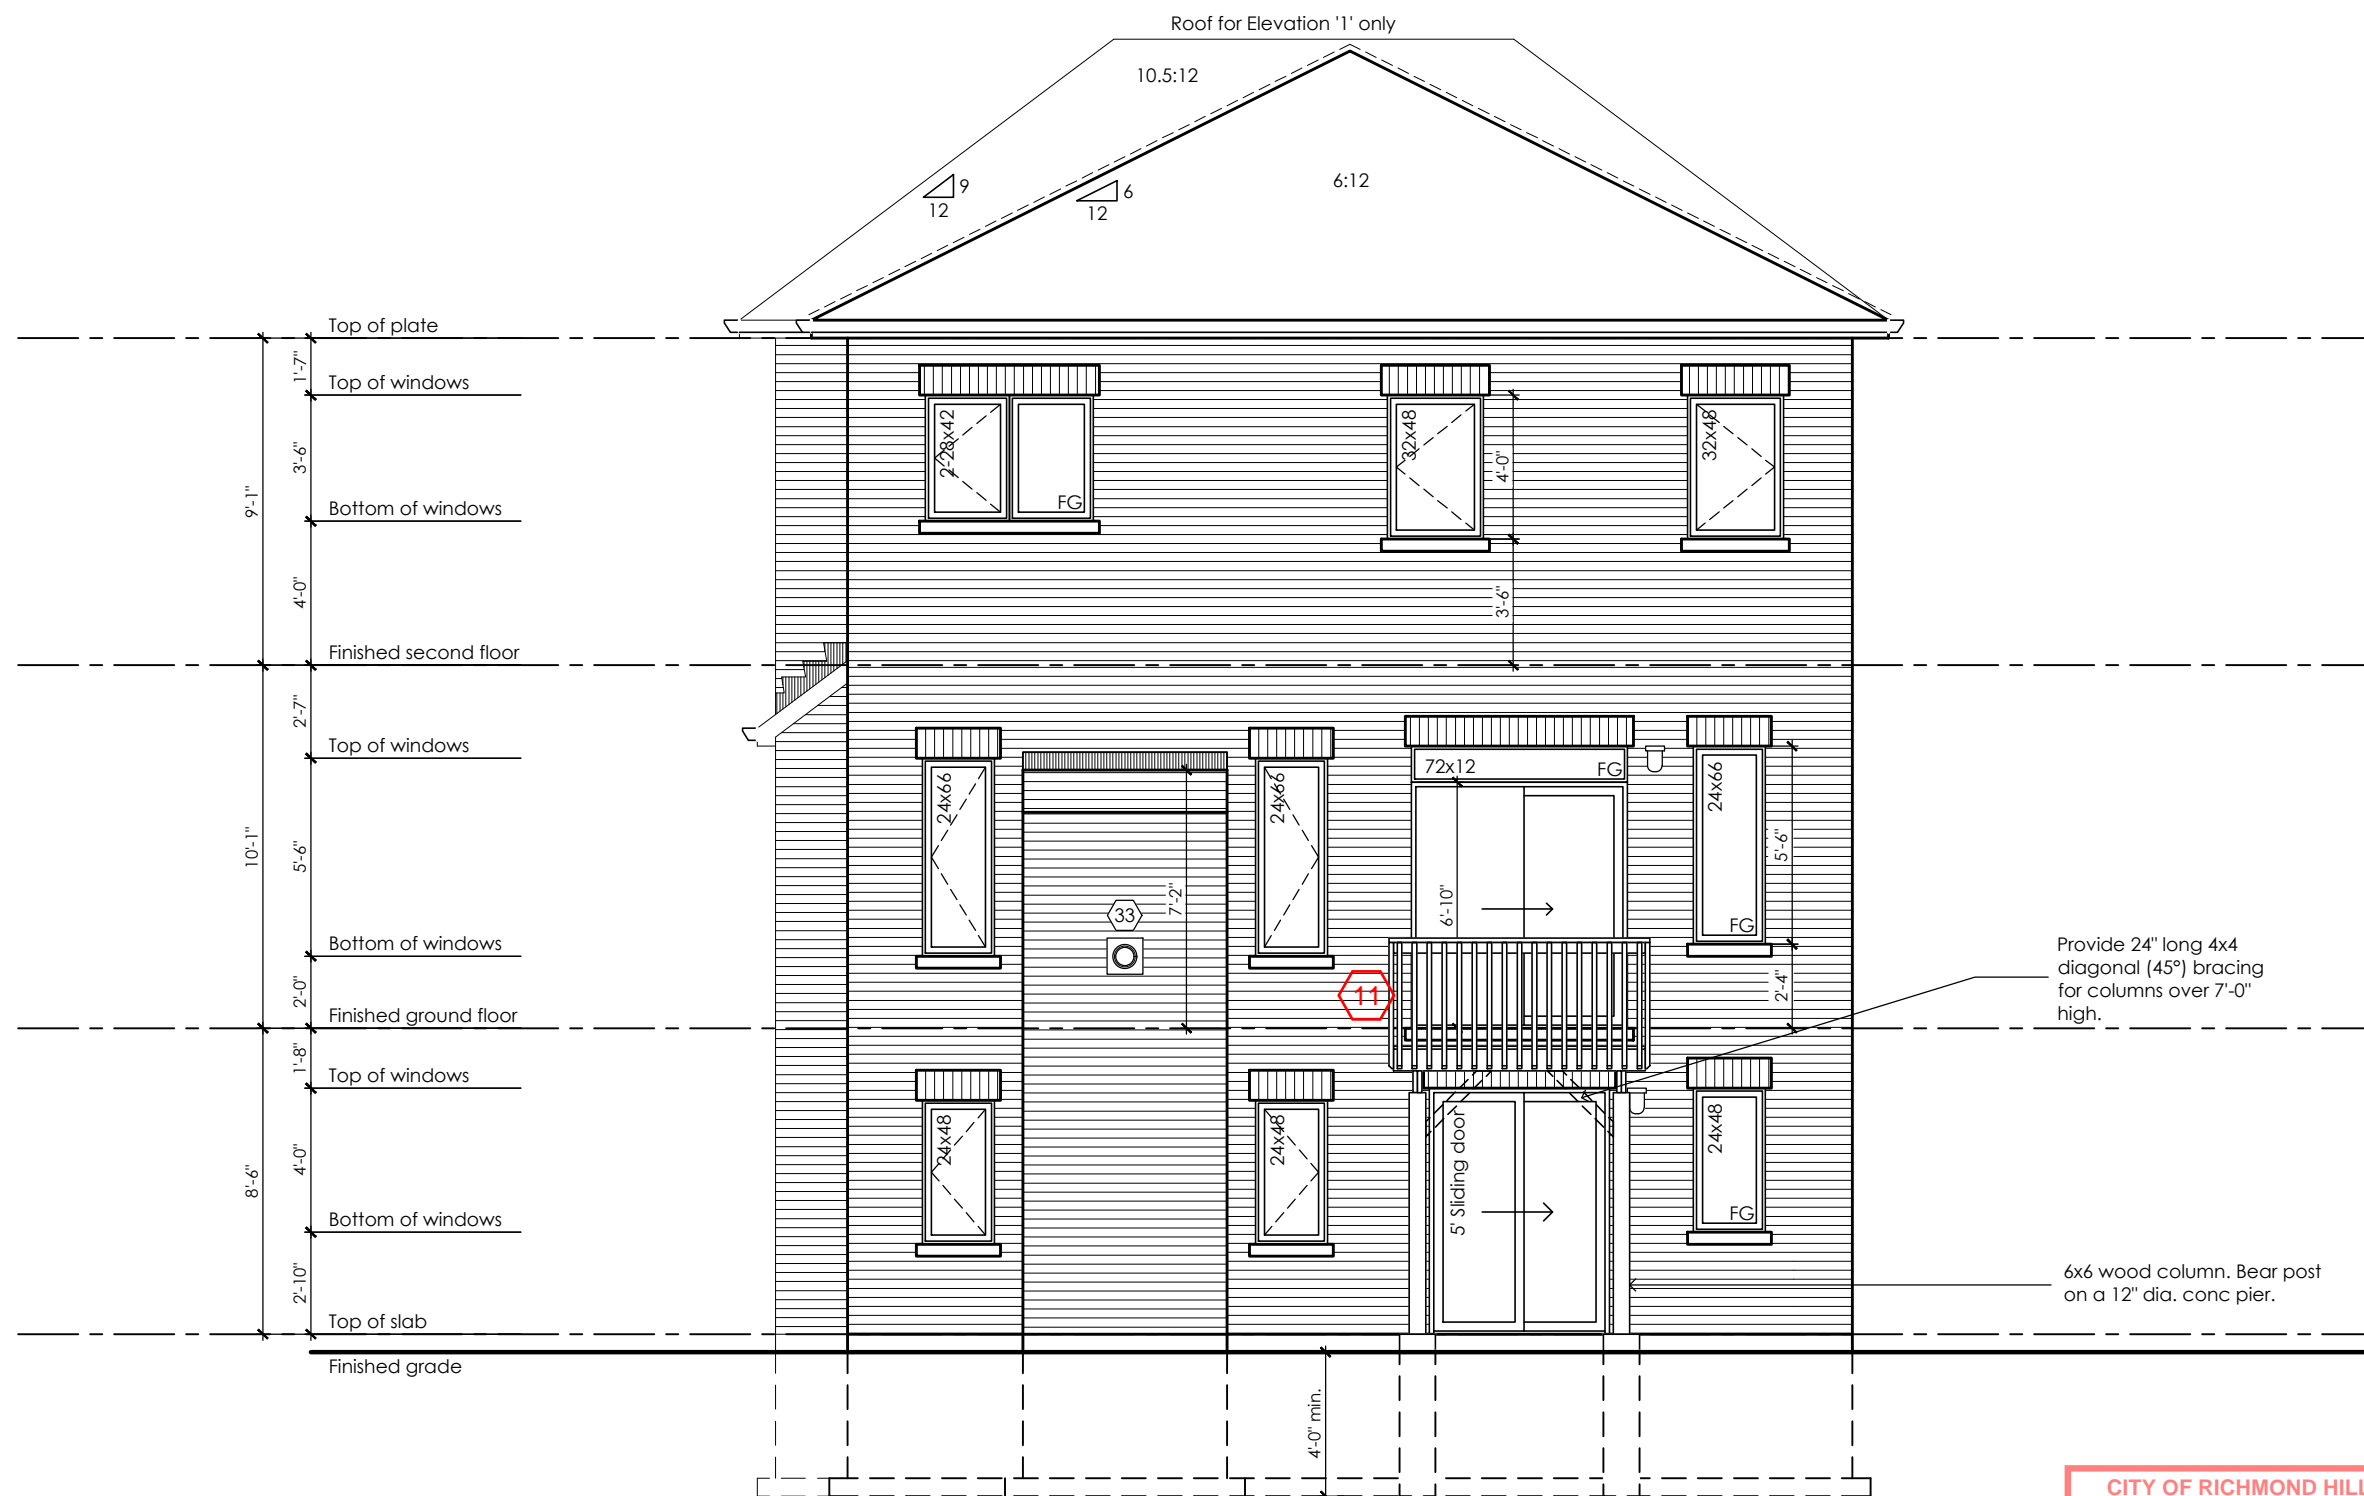 Roof for Elevation '1' only
10.5:12
9
12
6
12
6:12
Top of plate
1'-7"
Top of windows
3'-6"
9'-1"
Bottom of windows
4'-0"
Finished second floor
2-28x42
FG
32x48
4'-0"
3'-6"
32x48
2'-7"
Top of windows
10'-1"
5'-6"
Bottom of windows
2'-0"
Finished ground floor
24x66
33
7'-2"
24x66
72x12
FG
6'-10"
24x66
FG
5'-6"
2'-4"
11
Provide 24" long 4x4
diagonal (45°) bracing
for columns over 7'-0"
high.
1'-8"
Top of windows
8'-6"
4'-0"
Bottom of windows
2'-10"
Top of slab
Finished grade
24x48
24x48
5' Sliding door
24x48
FG
6x6 wood column. Bear post
on a 12" dia. conc pier.
4'-0" min.
CITY OF RICHMOND HILL